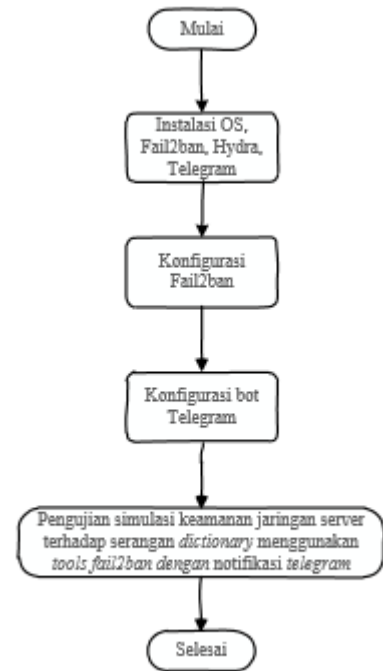 Mulai
Instalasi OS,
Fail2ban, Hydra,
Telegram
Konfigurasi
Fail2ban
Konfigurasi bot
Telegram
Pengujian simulasi keamanan jaringan server
terhadap serangan dictionary menggunakan
tools fail2ban dengan notifikasi telegram
Selesai